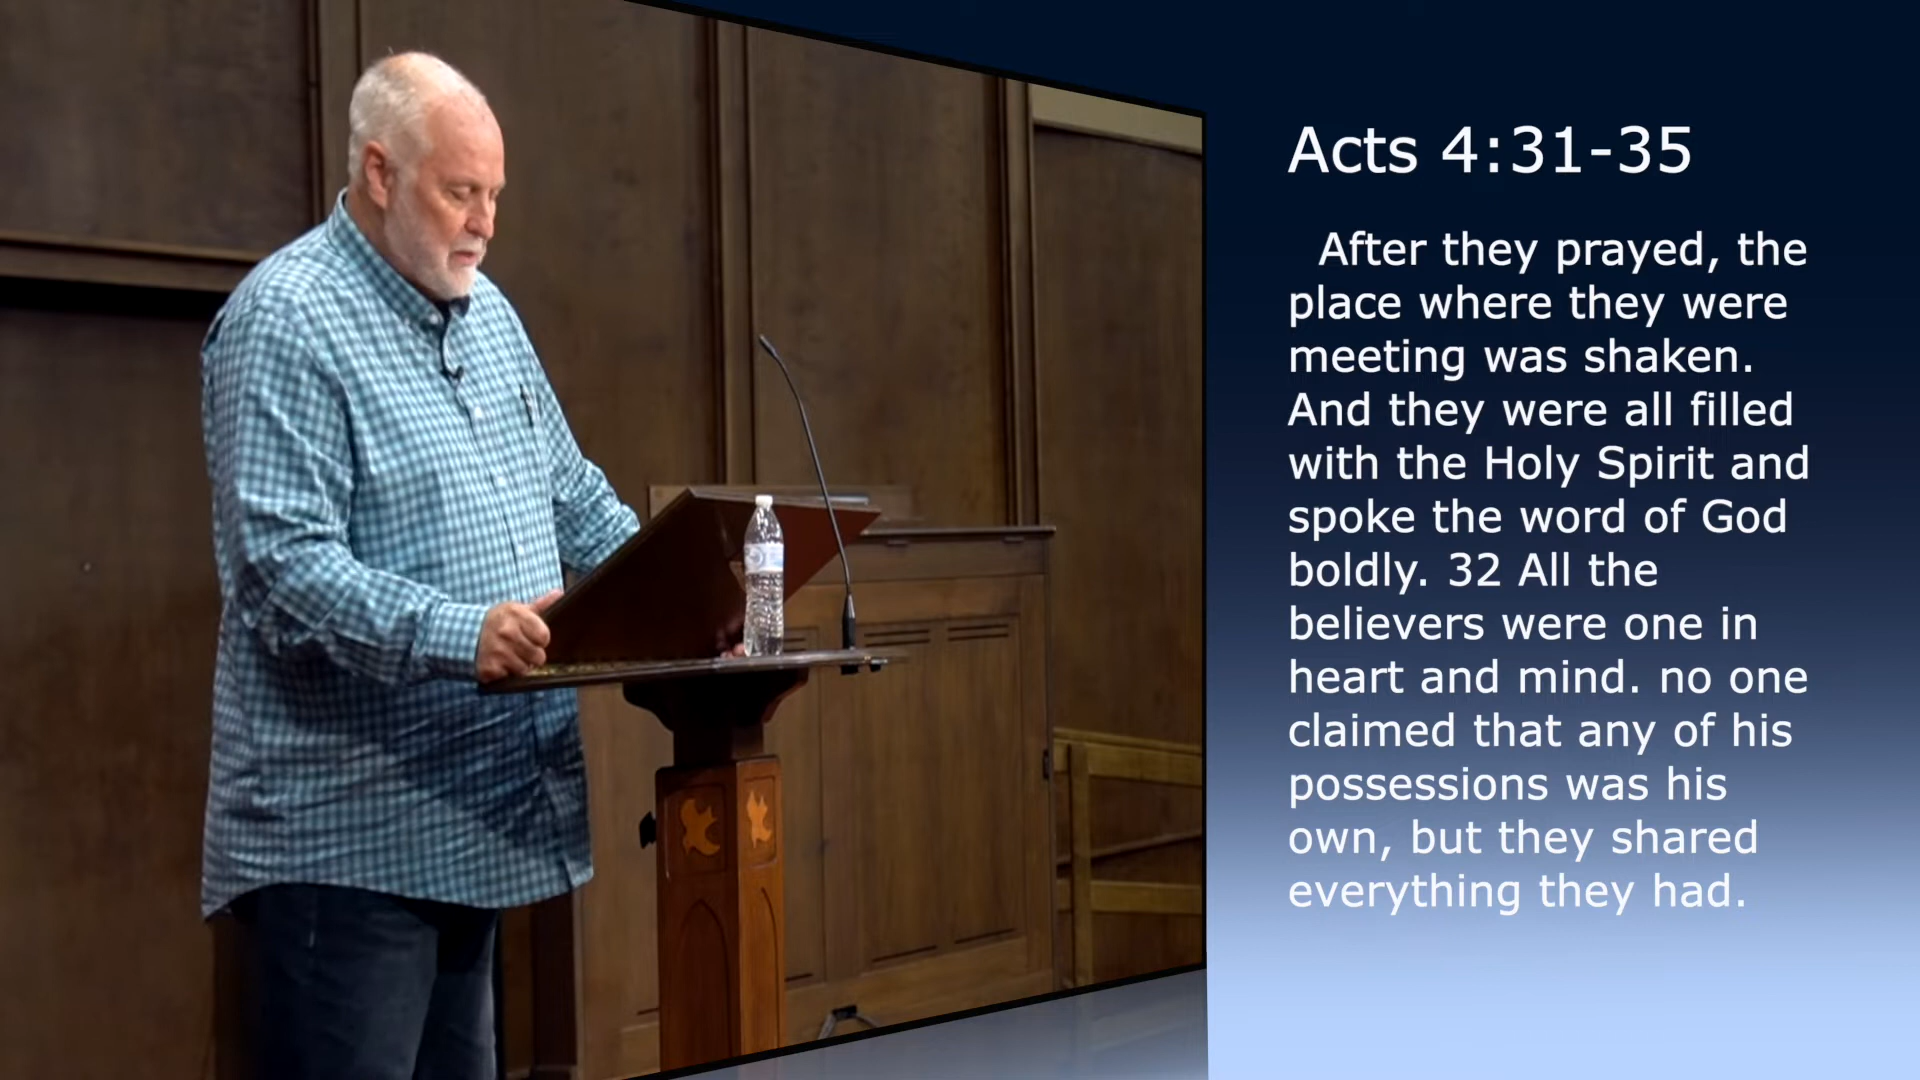 Acts 4:31-35
After they prayed, the
place where they were
meeting was shaken.
And they were all filled
with the Holy Spirit and
spoke the word of God
boldly. 32 All the
believers were one in
heart and mind. no one
claimed that any of his
possessions was his
own, but they shared
everything they had.